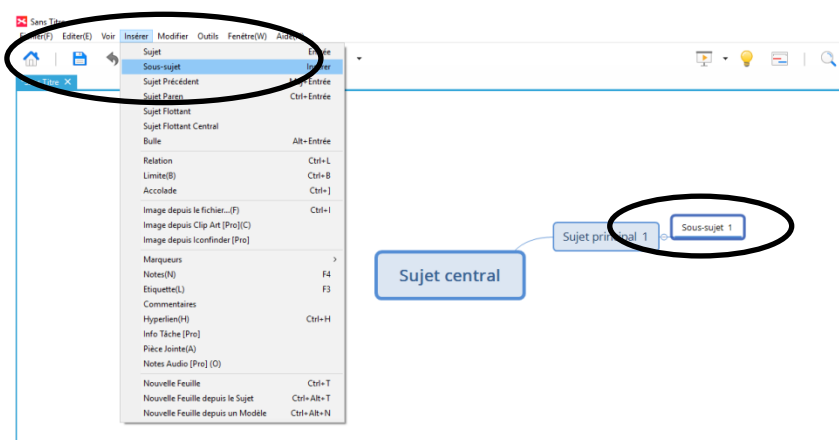 Sans Titre
Editer(E) Voir Insérer Modifier Outils Fenêtre(W)
Titre
Sujet Entrée
Sous-sujet Insérer
Sujet Précédent Maj+Entrée
Sujet Paren Ctrl+Entrée
Sujet Flottant
Sujet Flottant Central
Bulle Alt+Entrée
Relation Ctrl+L
Limite(B) Ctrl+B
Accolade Ctrl+]
Image depuis le fichier...(F) Ctrl+I
Image depuis Clip Art [Pro](C)
Image depuis Iconfinder [Pro]
Marqueurs
Notes(N) F4
Etiquette(L) F3
Commentaires
Hyperlien(H) Ctrl+H
Info Tâche [Pro]
Pièce Jointe(A)
Notes Audio [Pro] (O)
Nouvelle Feuille Ctrl+T
Nouvelle Feuille depuis le Sujet Ctrl+Alt+T
Nouvelle Feuille depuis un Modèle Ctrl+Alt+N
Sous-sujet 1
Sujet principal 1
Sujet central